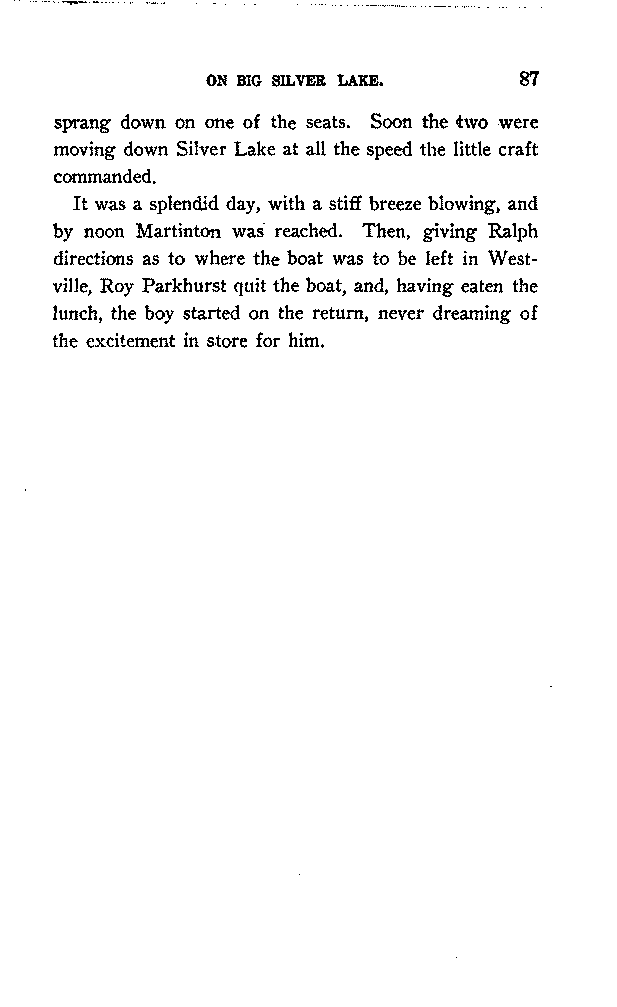 ON BIG SILVER LAKE. 87
sprang down on one of the seats. Soon the two were
moving down Silver Lake at all the speed the little craft
commanded.
It was a splendid day, with a stiff breeze blowing, and
by noon Martinton was reached. Then, giving Ralph
directions as to where the boat was to be left in West-
ville, Roy Parkhurst quit the boat, and, having eaten the
lunch, the boy started on the return, never dreaming of
the excitement in store for him.